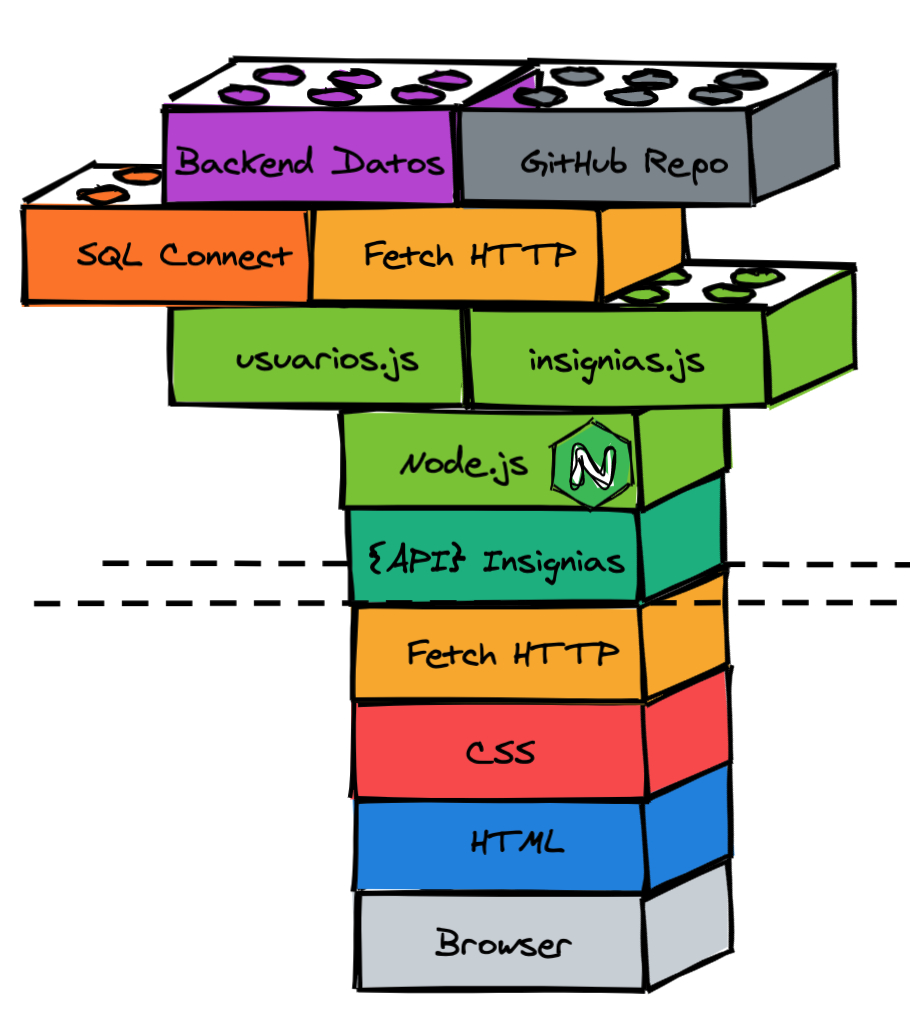 Backend Datos
GitHub Repo
SQL Connect
Fetch HTTP
usuarios.js
insignias.js
Node.js
N
{API} Insignias
Fetch HTTP
CSS
HTML
Browser